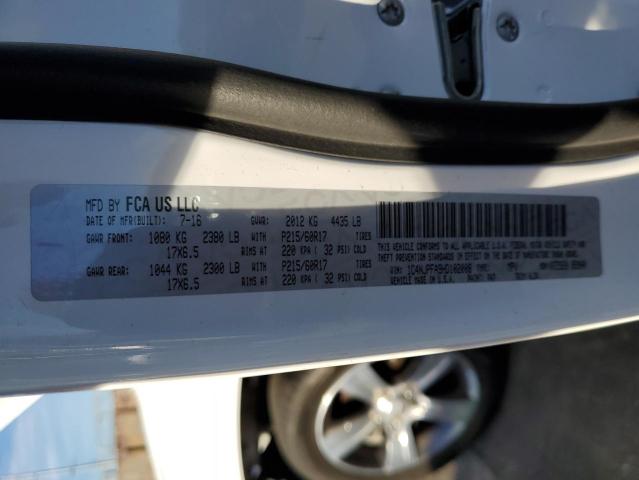 MFD BY FCA US LLC
DATE OF MFR(BUILT): 7-16 GVWR: 2012 KG 4435 LB
GAWR FRONT: 1080 KG 2380 LB WITH P215/60R17 TIRES
17X6.5 RIMS AT 220 KPA ( 32 PSI) COLD
GAWR REAR: 1044 KG 2300 LB WITH P215/60R17 TIRES
17X6.5 RIMS AT 220 KPA ( 32 PSI) COLD
THIS VEHICLE CONFORMS TO ALL APPLICABLE U.S.A. FEDERAL MOTOR VEHICLE SAFETY AND
THEFT PREVENTION STANDARDS IN EFFECT ON THE DATE OF MANUFACTURE SHOWN ABOVE.
VIN: TYPE: MPV
VEHICLE MADE IN U.S.A.